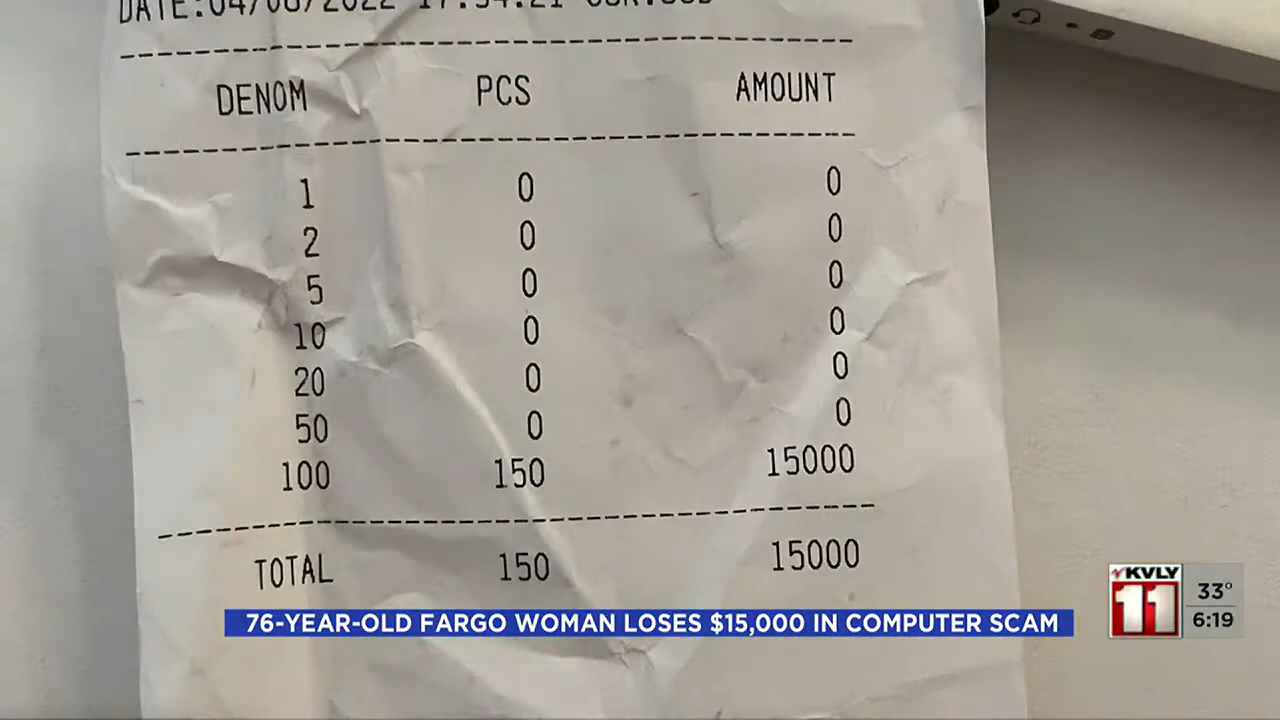 DENOM PCS AMOUNT
1 0 0
2 0 0
5 0 0
10 0 0
20 0 0
50 0 0
100 150 15000
TOTAL 150 15000
76-YEAR-OLD FARGO WOMAN LOSES $15,000 IN COMPUTER SCAM
KVLY
11
33°
6:19